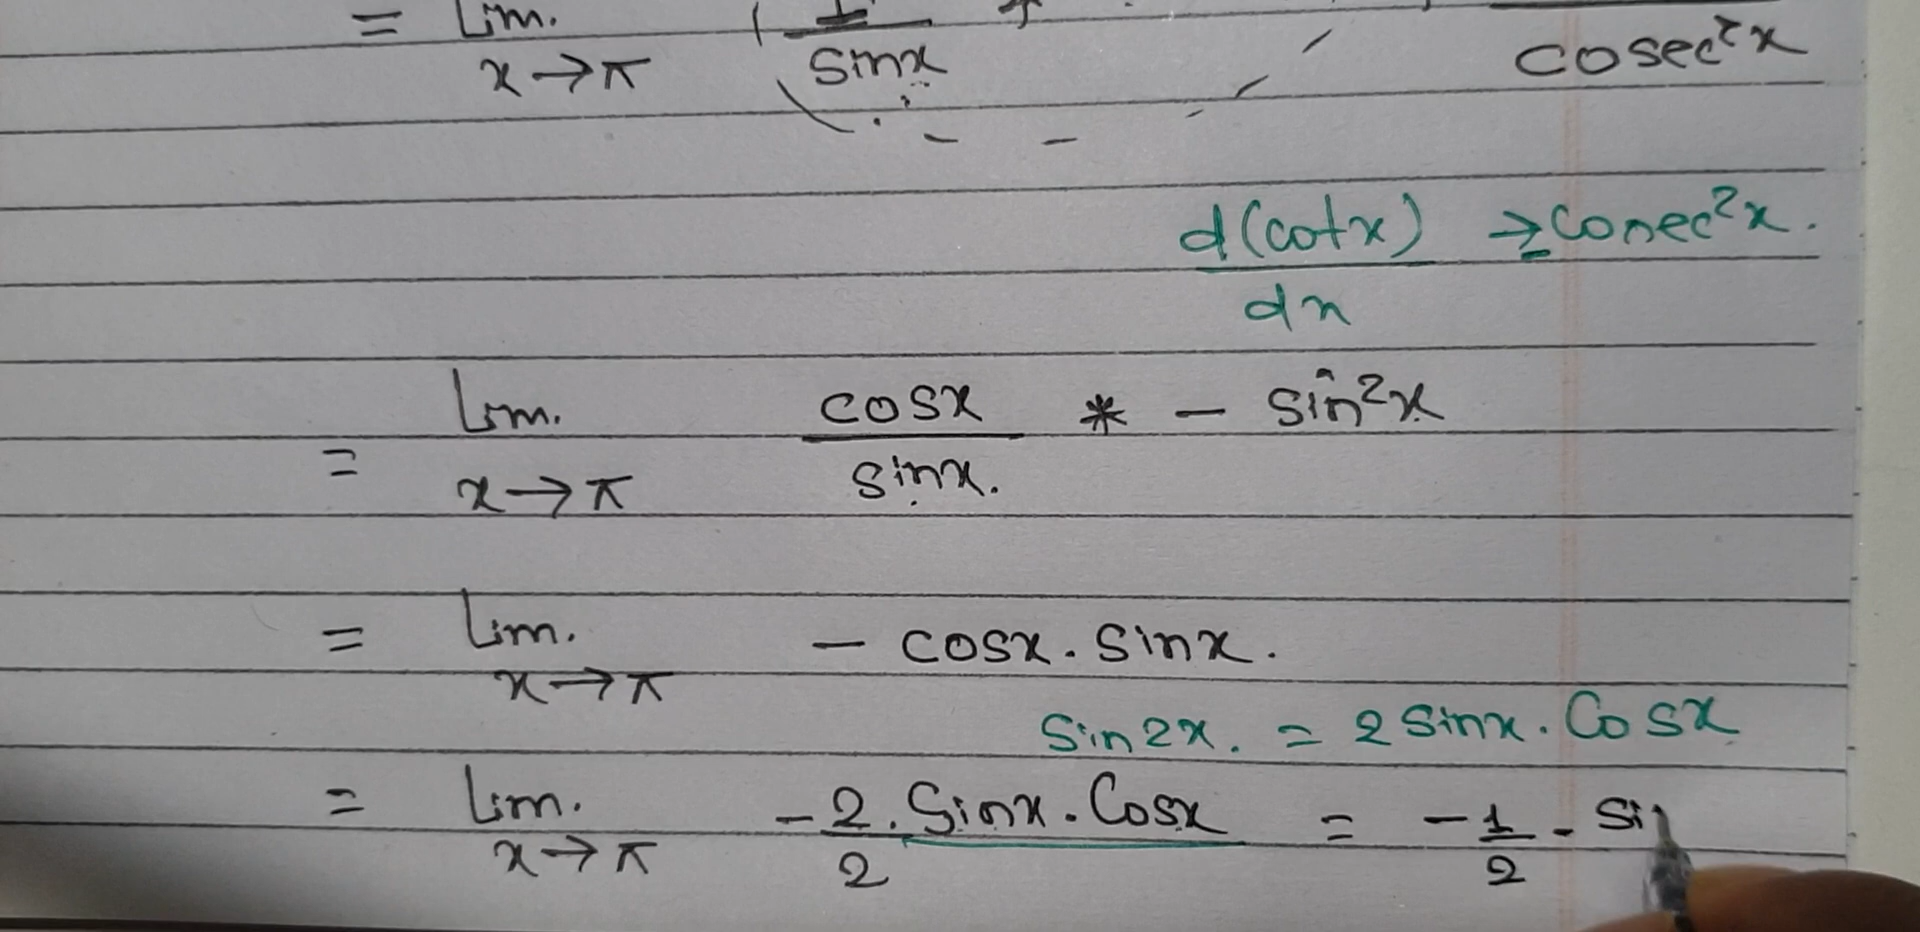 = Lim. x→π 1/sinx cosec²x
d(cotx)/dx → -cosec²x.
= Lim. x→π cosx/sinx. * - sin²x
= Lim. x→π - cosx. sinx.
sin2x. = 2 sinx. Cosx
= Lim. x→π -2/2 . Sinx. Cosx = -1/2 . sin